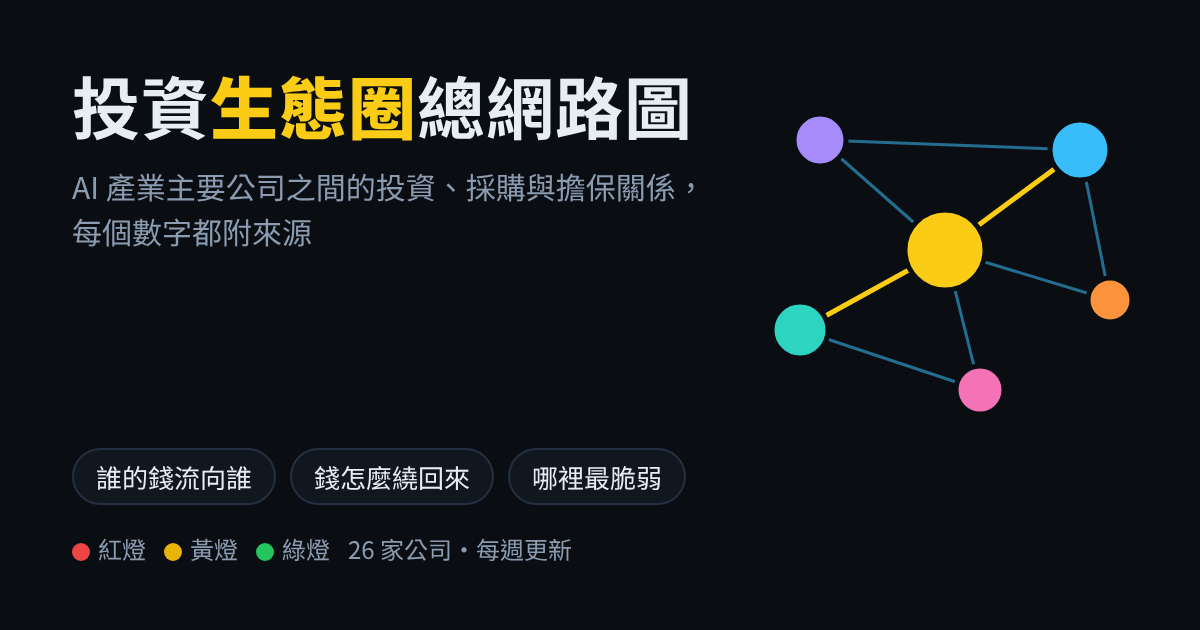 投資生態圈總網路圖
AI 產業主要公司之間的投資、採購與擔保關係，
每個數字都附來源
誰的錢流向誰
錢怎麼繞回來
哪裡最脆弱
紅燈 黃燈 綠燈 26 家公司・每週更新